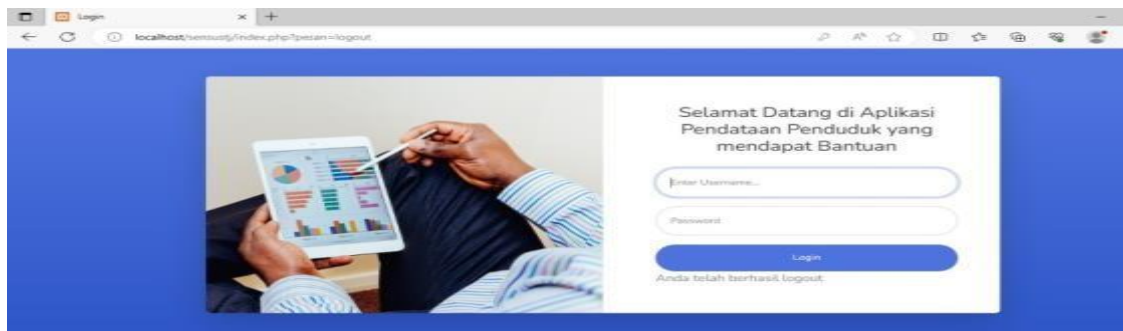 Login
localhost/sensustj/index.php?pesan=logout
Selamat Datang di Aplikasi
Pendataan Penduduk yang
mendapat Bantuan
Enter Username...
Password
Login
Anda telah berhasil logout